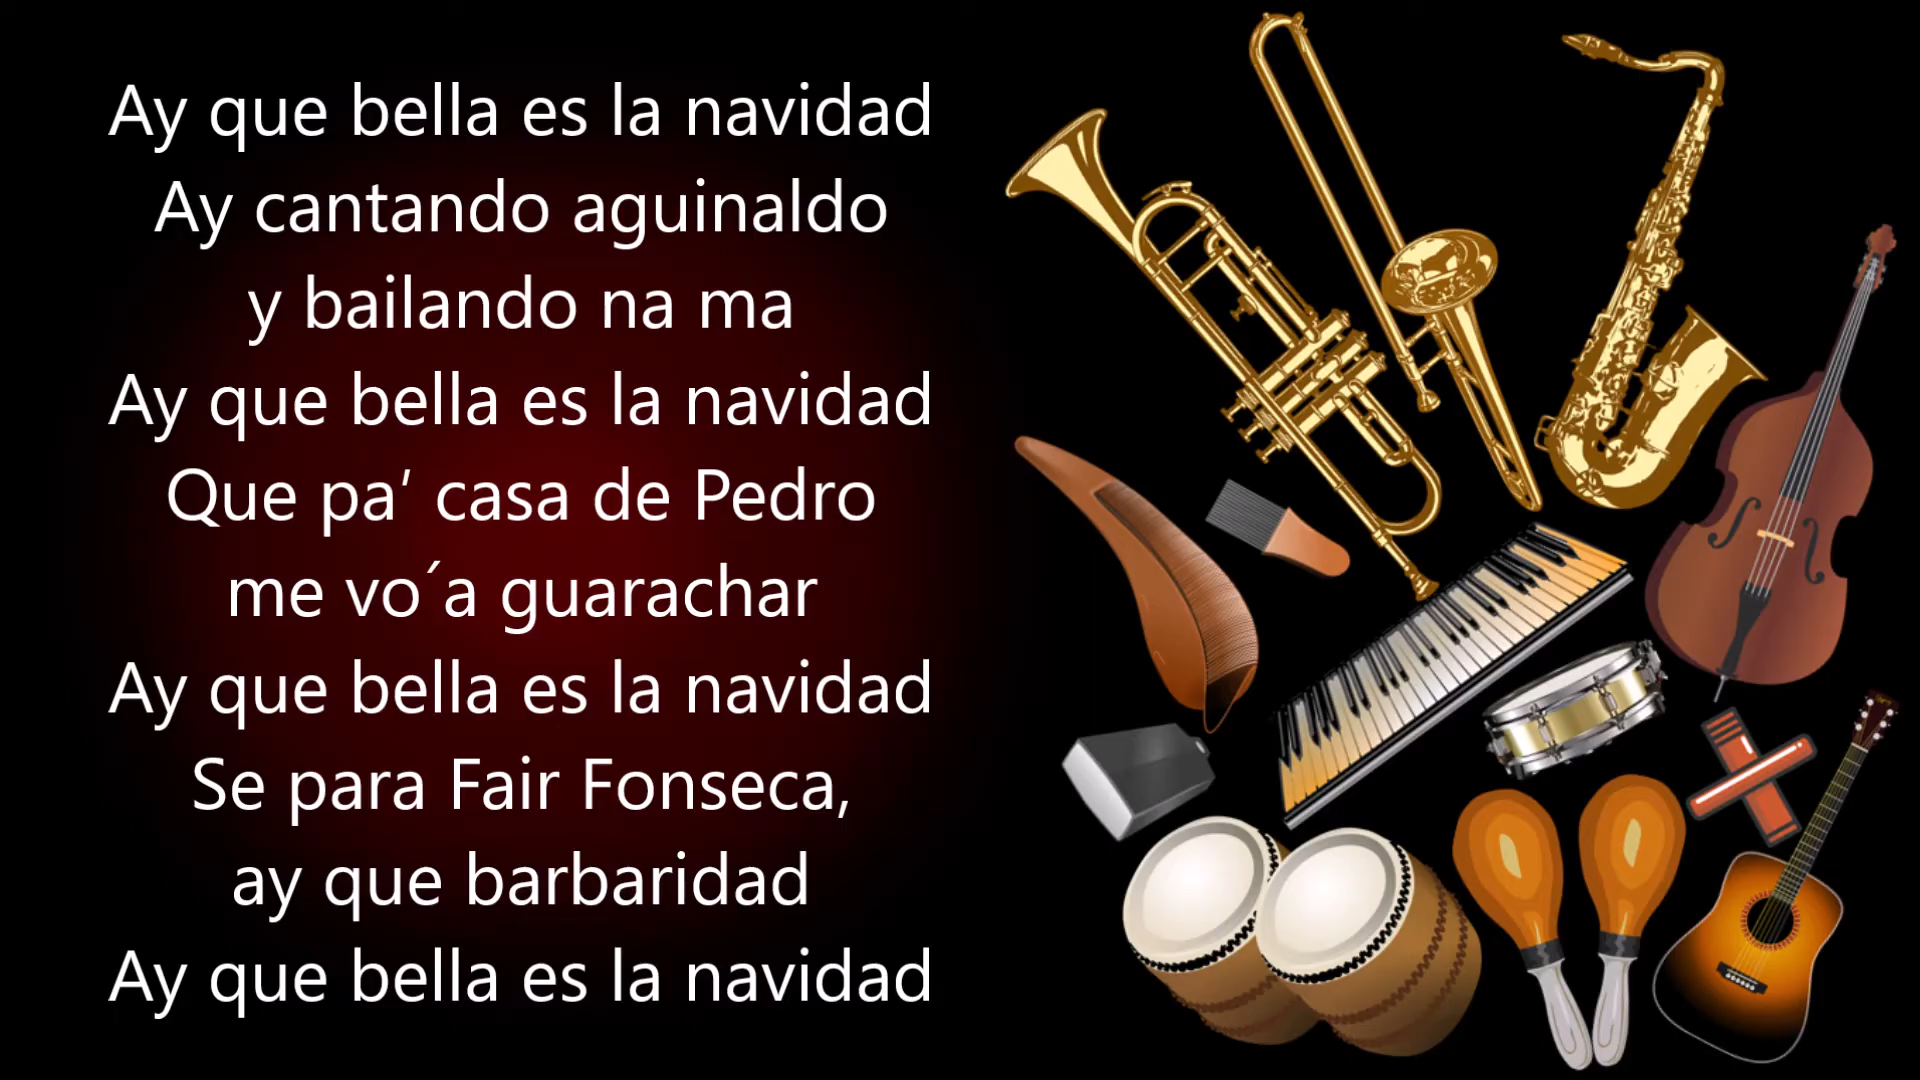 Ay que bella es la navidad
Ay cantando aguinaldo
y bailando na ma
Ay que bella es la navidad
Que pa’ casa de Pedro
me vo´a guarachar
Ay que bella es la navidad
Se para Fair Fonseca,
ay que barbaridad
Ay que bella es la navidad